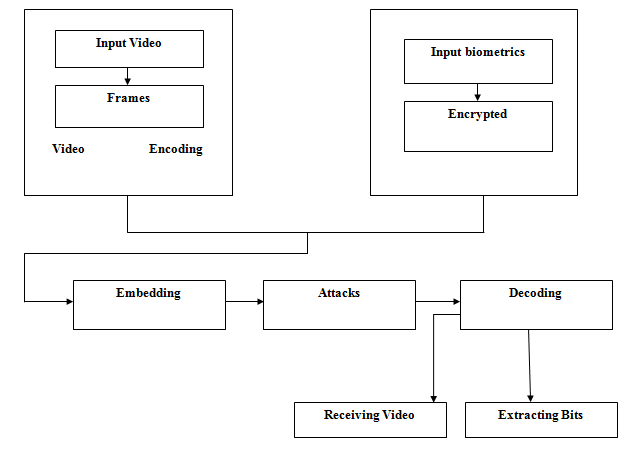 Input Video
Frames
Video Encoding
Input biometrics
Encrypted
Embedding
Attacks
Decoding
Receiving Video
Extracting Bits